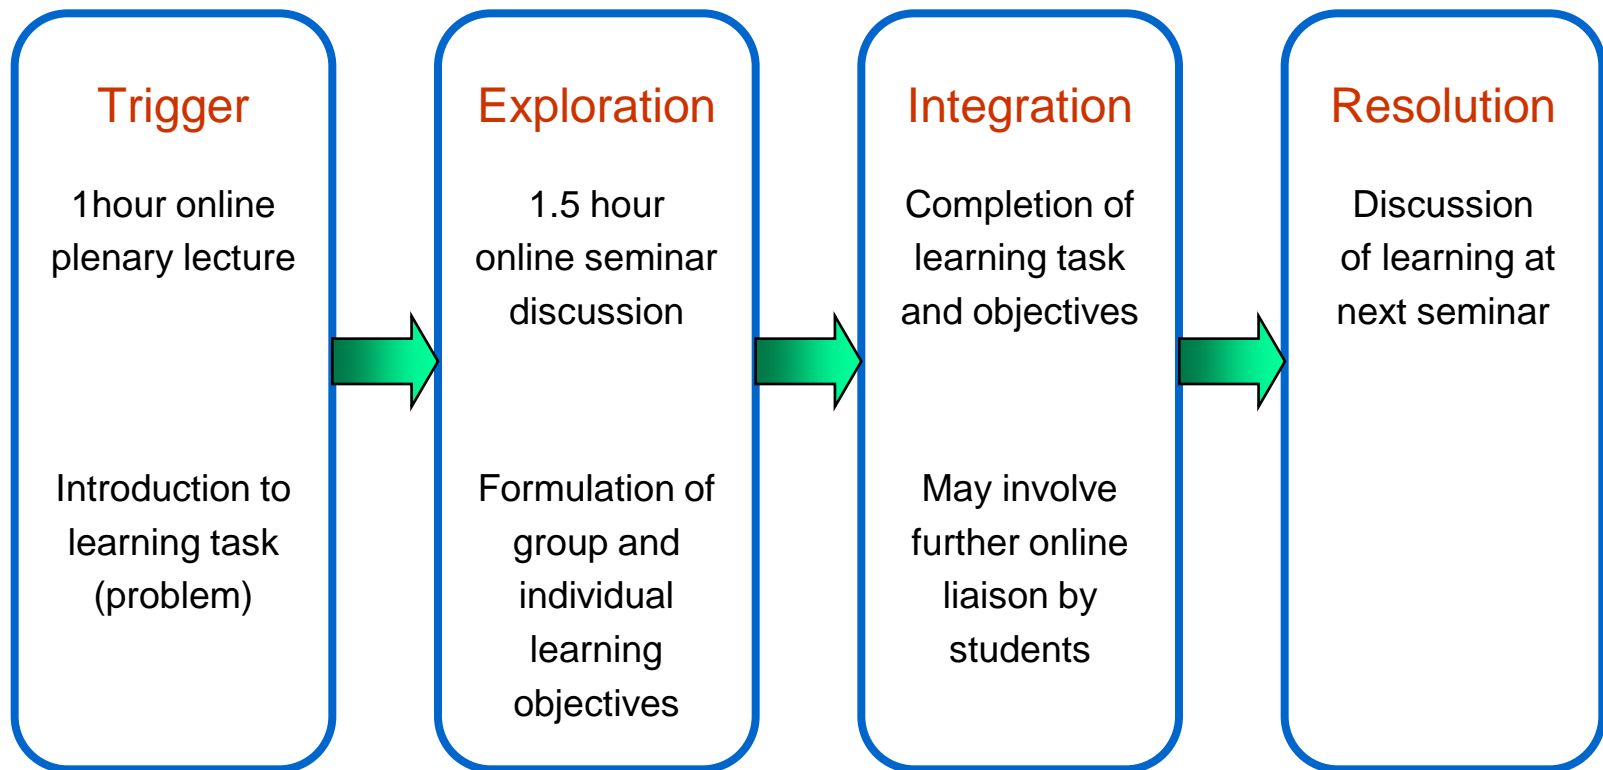 Trigger
1hour online
plenary lecture
Introduction to
learning task
(problem)
Exploration
1.5 hour
online seminar
discussion
Formulation of
group and
individual
learning
objectives
Integration
Completion of
learning task
and objectives
May involve
further online
liaison by
students
Resolution
Discussion
of learning at
next seminar